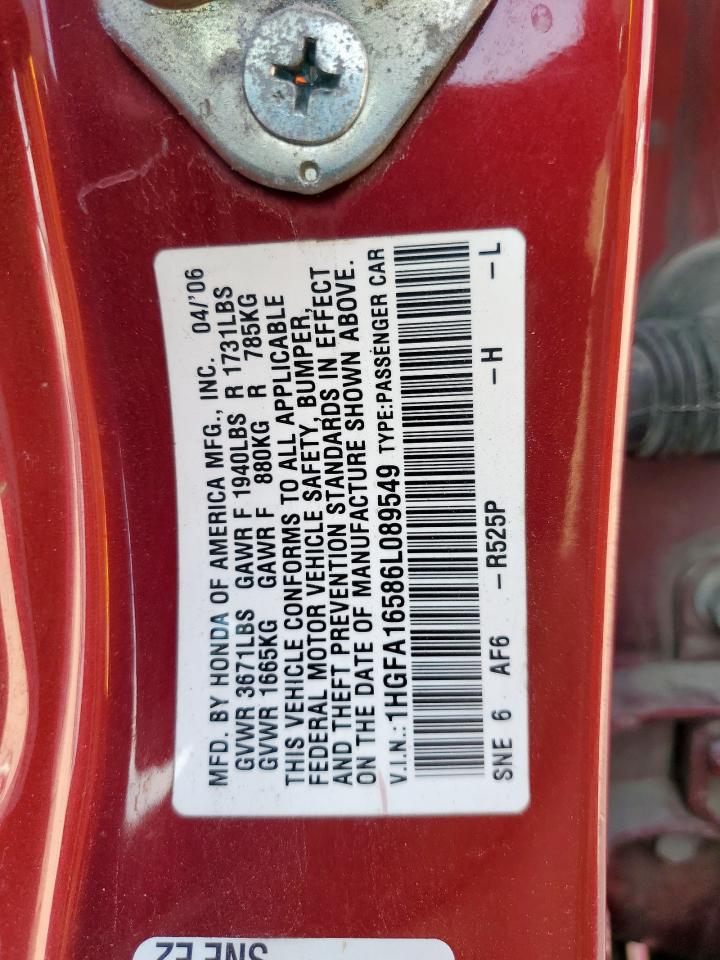 MFD. BY HONDA OF AMERICA MFG., INC. 04/'06
GVWR 3671LBS GAWR F 1940LBS R 1731LBS
GVWR 1665KG GAWR F 880KG R 785KG
THIS VEHICLE CONFORMS TO ALL APPLICABLE
FEDERAL MOTOR VEHICLE SAFETY, BUMPER,
AND THEFT PREVENTION STANDARDS IN EFFECT
ON THE DATE OF MANUFACTURE SHOWN ABOVE.
V.I.N.: 1HGFA16586L089549 TYPE:PASSENGER CAR
-R525P -H -L
SNE 6 AF6
SNE